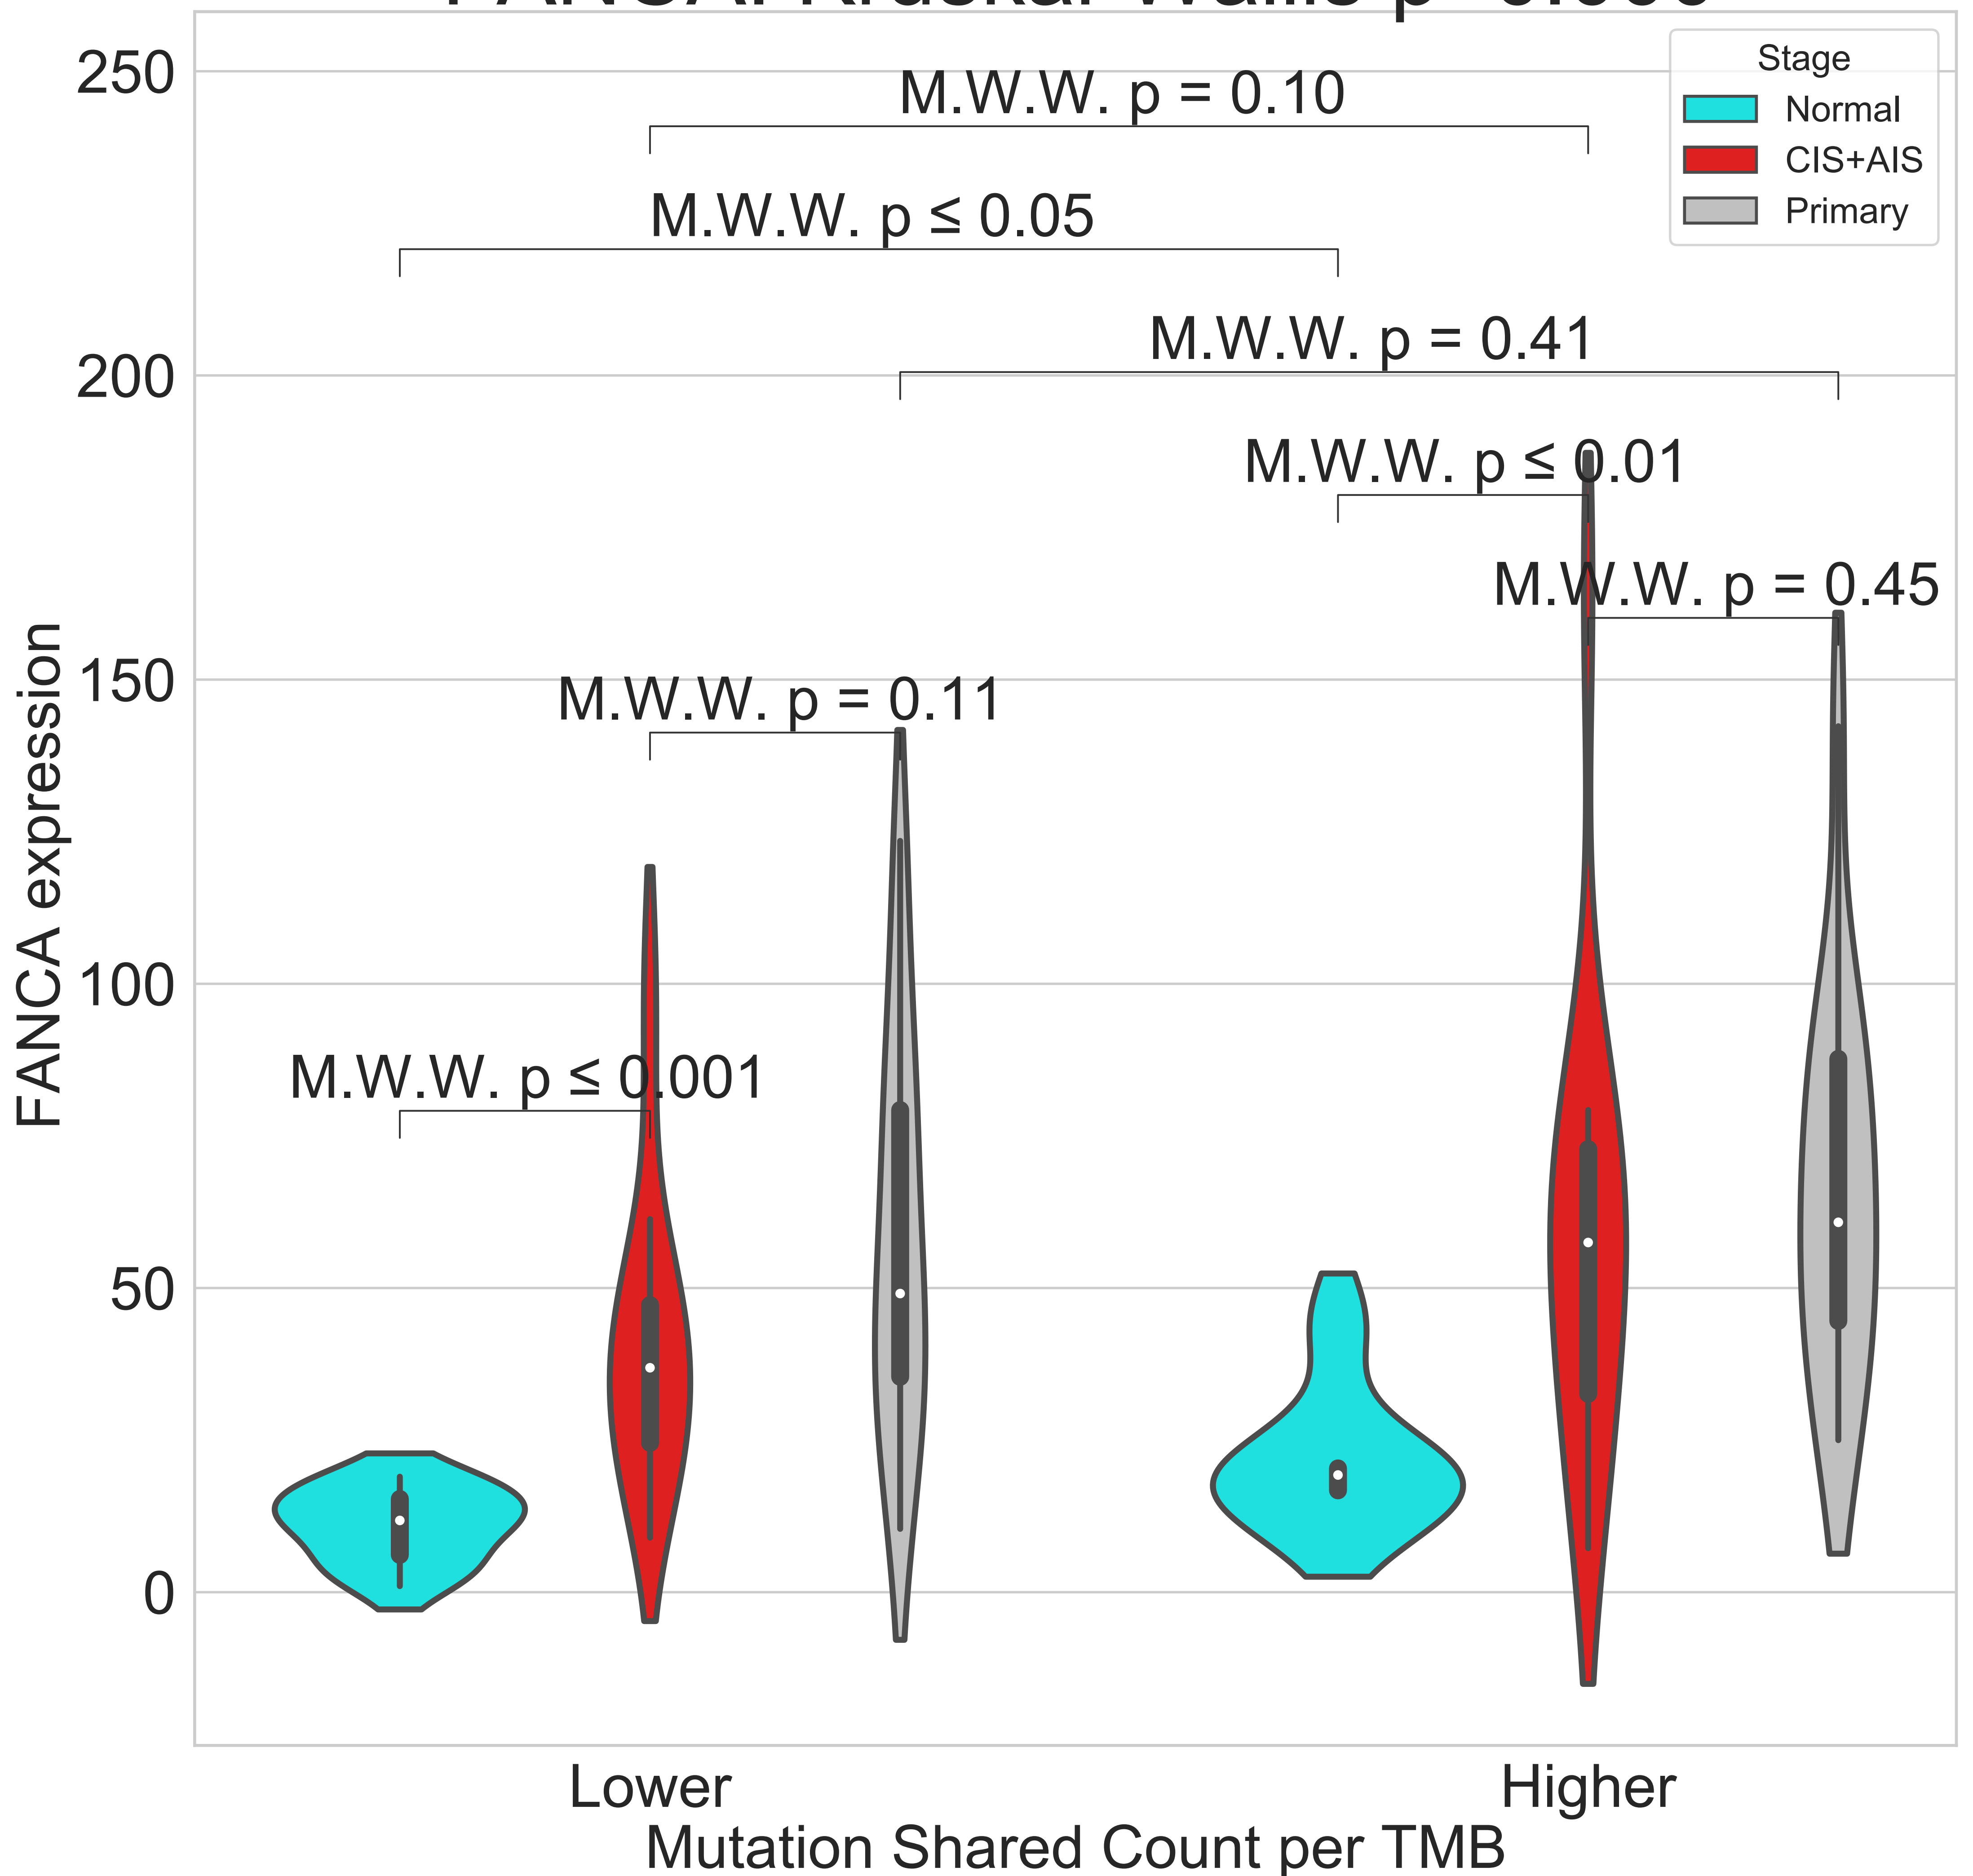 250
M.W.W. p = 0.10
Stage
Normal
CIS+AIS
Primary
M.W.W. p ≤ 0.05
M.W.W. p = 0.41
200
M.W.W. p ≤ 0.01
M.W.W. p = 0.45
150
M.W.W. p = 0.11
FANCA expression
100
M.W.W. p ≤ 0.001
50
0
Lower
Higher
Mutation Shared Count per TMB